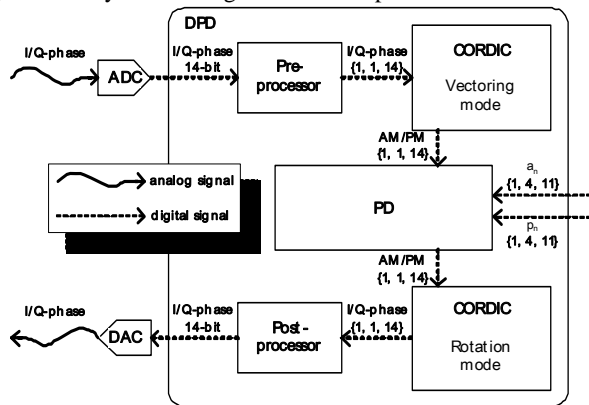 DPD
I/Q-phase
ADC
I/Q-phase
14-bit
Pre-
processor
I/Q-phase
{1, 1, 14}
CORDIC
Vectoring
mode
AM/PM
{1, 1, 14}
analog signal
digital signal
PD
an
{1, 4, 11}
pn
{1, 4, 11}
AM/PM
{1, 1, 14}
I/Q-phase
DAC
I/Q-phase
14-bit
Post-
processor
I/Q-phase
{1, 1, 14}
CORDIC
Rotation
mode